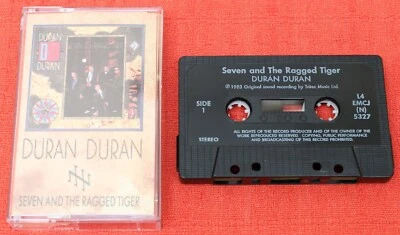 DURAN
D
DURAN
DURAN DURAN
SEVEN AND THE RAGGED TIGER
Seven and The Ragged Tiger
DURAN DURAN
℗ 1983 Original sound recording by Tritec Music Ltd.
SIDE
1
L4
EMCJ
(N)
5327
STEREO
ALL RIGHTS OF THE RECORD PRODUCER AND OF THE OWNER OF THE
WORK REPRODUCED RESERVED. COPYING, PUBLIC PERFORMANCE
AND BROADCASTING OF THIS RECORD PROHIBITED.